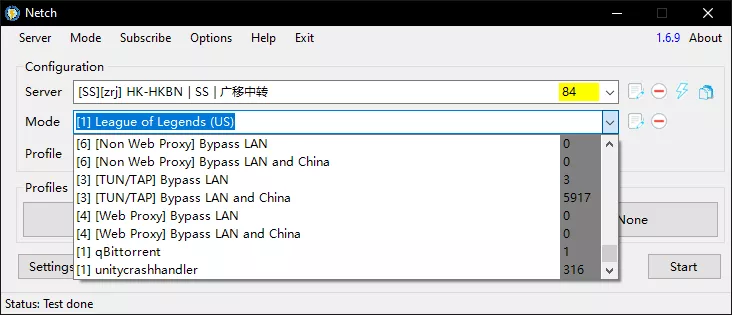 Netch
Server Mode Subscribe Options Help Exit 1.6.9 About
Configuration
Server [SS][zrj] HK-HKBN | SS | 广移中转 84
Mode [1] League of Legends (US)
[6] [Non Web Proxy] Bypass LAN 0
Profile [6] [Non Web Proxy] Bypass LAN and China 0
[3] [TUN/TAP] Bypass LAN 3
Profiles [3] [TUN/TAP] Bypass LAN and China 5917
[4] [Web Proxy] Bypass LAN 0
None
[4] [Web Proxy] Bypass LAN and China 0
[1] qBittorrent 1
Settings [1] unitycrashhandler 316 Start
Status: Test done